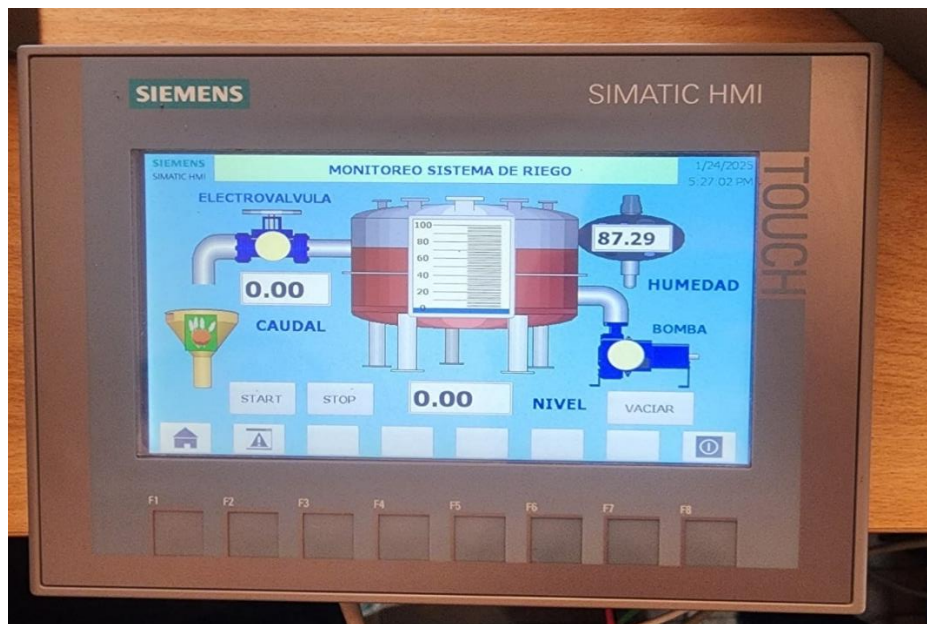 SIEMENS
SIMATIC HMI
TOUCH
SIEMENS
SIMATIC HMI
MONITOREO SISTEMA DE RIEGO
1/24/2025
5:27:02 PM
ELECTROVALVULA
100
80
60
40
20
0
87.29
0.00
HUMEDAD
CAUDAL
BOMBA
START
STOP
0.00
NIVEL
VACIAR
F1
F2
F3
F4
F5
F6
F7
F8